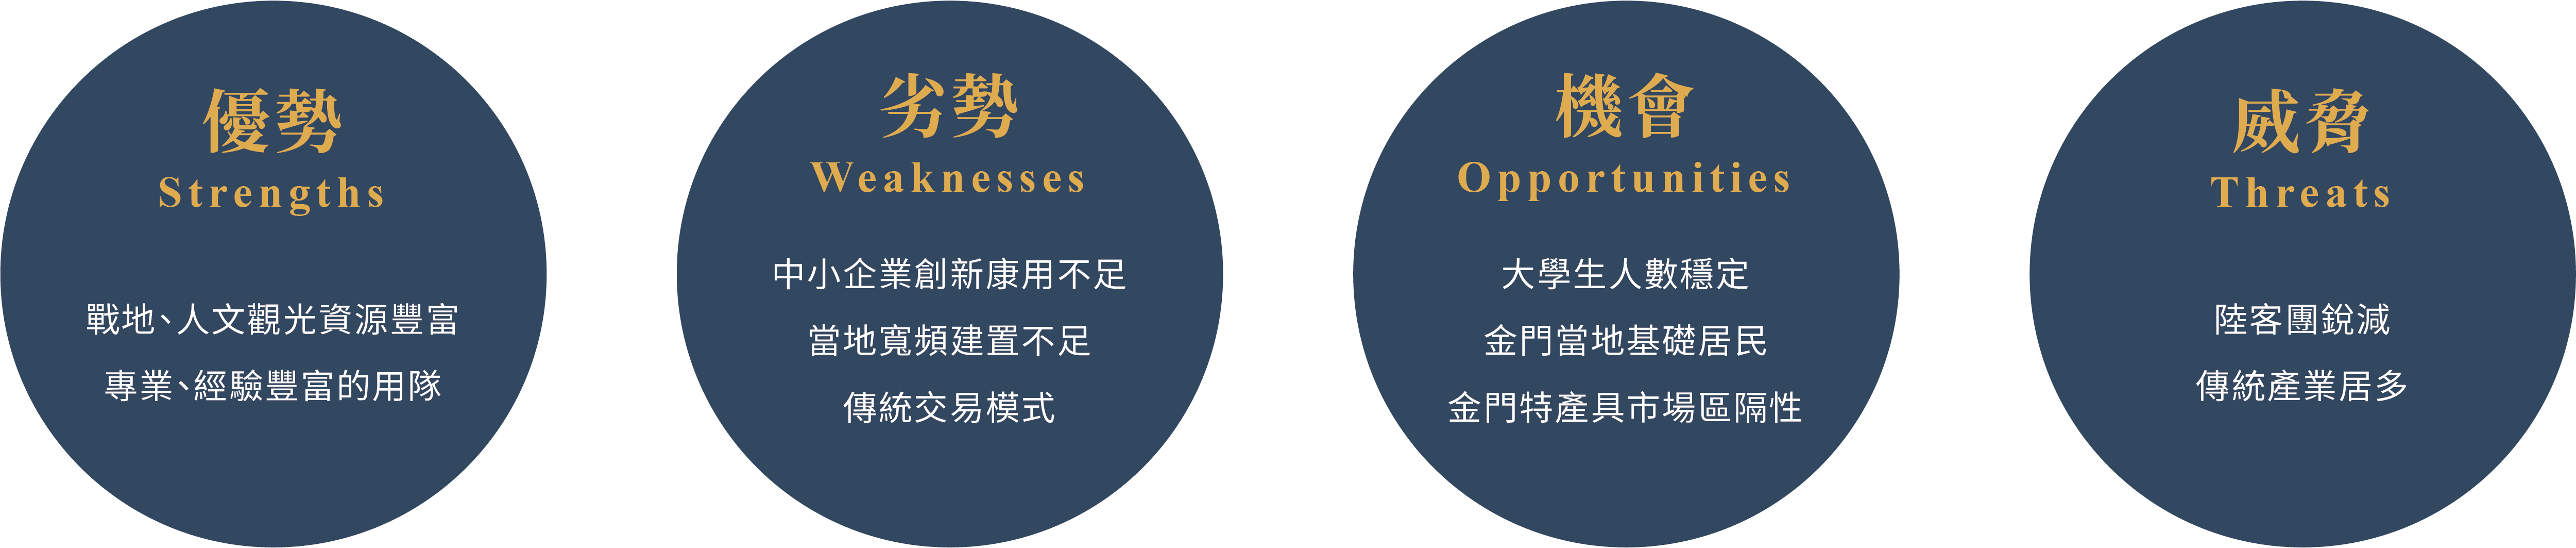 優勢
Strengths
戰地、人文觀光資源豐富
專業、經驗豐富的用隊
劣勢
Weaknesses
中小企業創新康用不足
當地寬頻建置不足
傳統交易模式
機會
Opportunities
大學生人數穩定
金門當地基礎居民
金門特產具市場區隔性
威脅
Threats
陸客團銳減
傳統產業居多